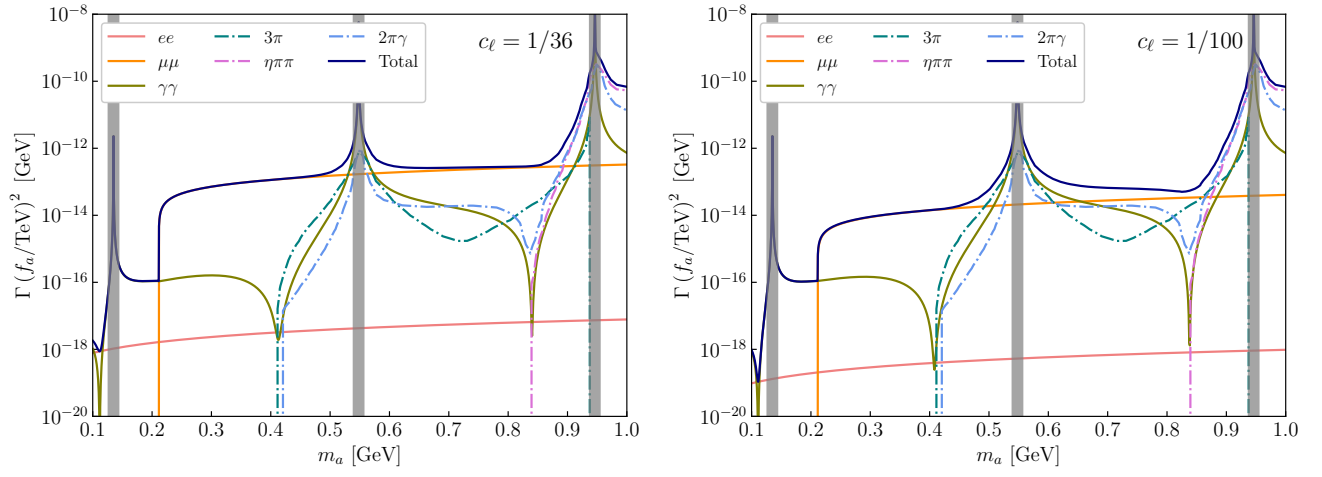 ee
μμ
γγ
3π
ηππ
2πγ
Total
c_ℓ = 1/36
Γ (f_a/TeV)^2 [GeV]
10^−8
10^−10
10^−12
10^−14
10^−16
10^−18
10^−20
0.1 0.2 0.3 0.4 0.5 0.6 0.7 0.8 0.9 1.0
m_a [GeV]
ee
μμ
γγ
3π
ηππ
2πγ
Total
c_ℓ = 1/100
Γ (f_a/TeV)^2 [GeV]
10^−8
10^−10
10^−12
10^−14
10^−16
10^−18
10^−20
0.1 0.2 0.3 0.4 0.5 0.6 0.7 0.8 0.9 1.0
m_a [GeV]